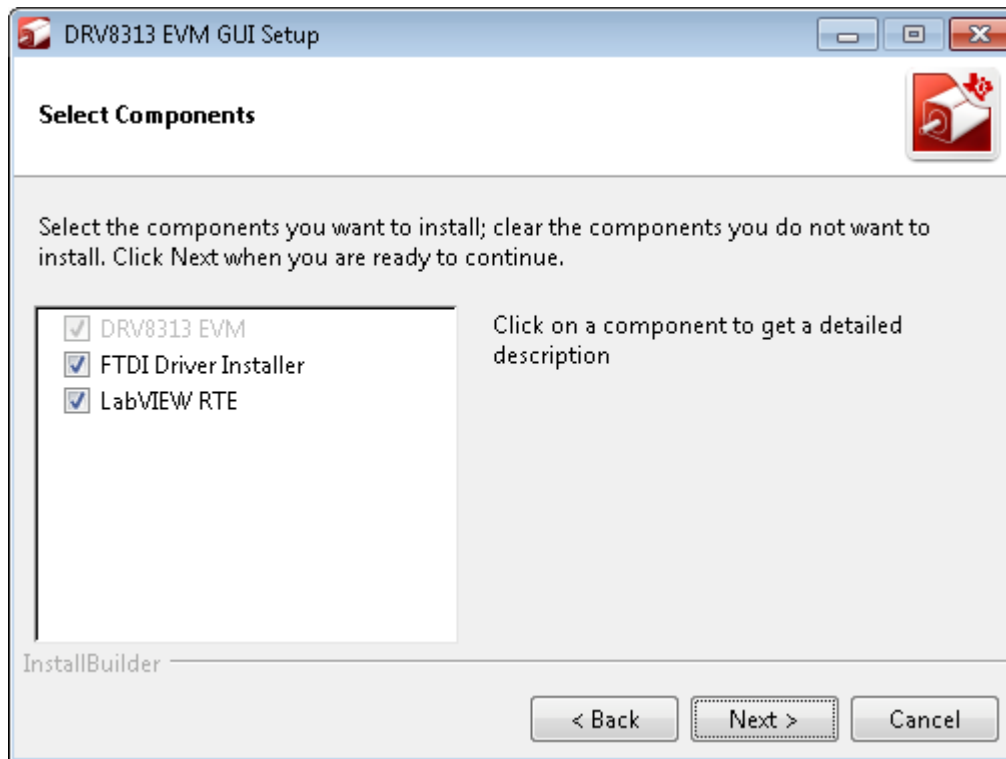 DRV8313 EVM GUI Setup
Select Components
Select the components you want to install; clear the components you do not want to
install. Click Next when you are ready to continue.
DRV8313 EVM
FTDI Driver Installer
LabVIEW RTE
Click on a component to get a detailed
description
InstallBuilder
< Back
Next >
Cancel